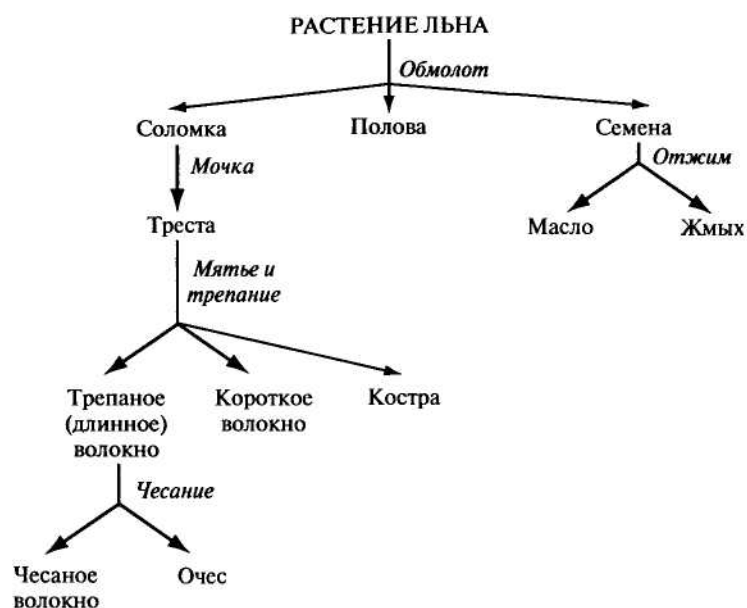 РАСТЕНИЕ ЛЬНА
Обмолот
Соломка
Полова
Семена
Мочка
Отжим
Треста
Масло
Жмых
Мятье и
трепание
Трепаное
(длинное)
волокно
Короткое
волокно
Костра
Чесание
Чесаное
волокно
Очес